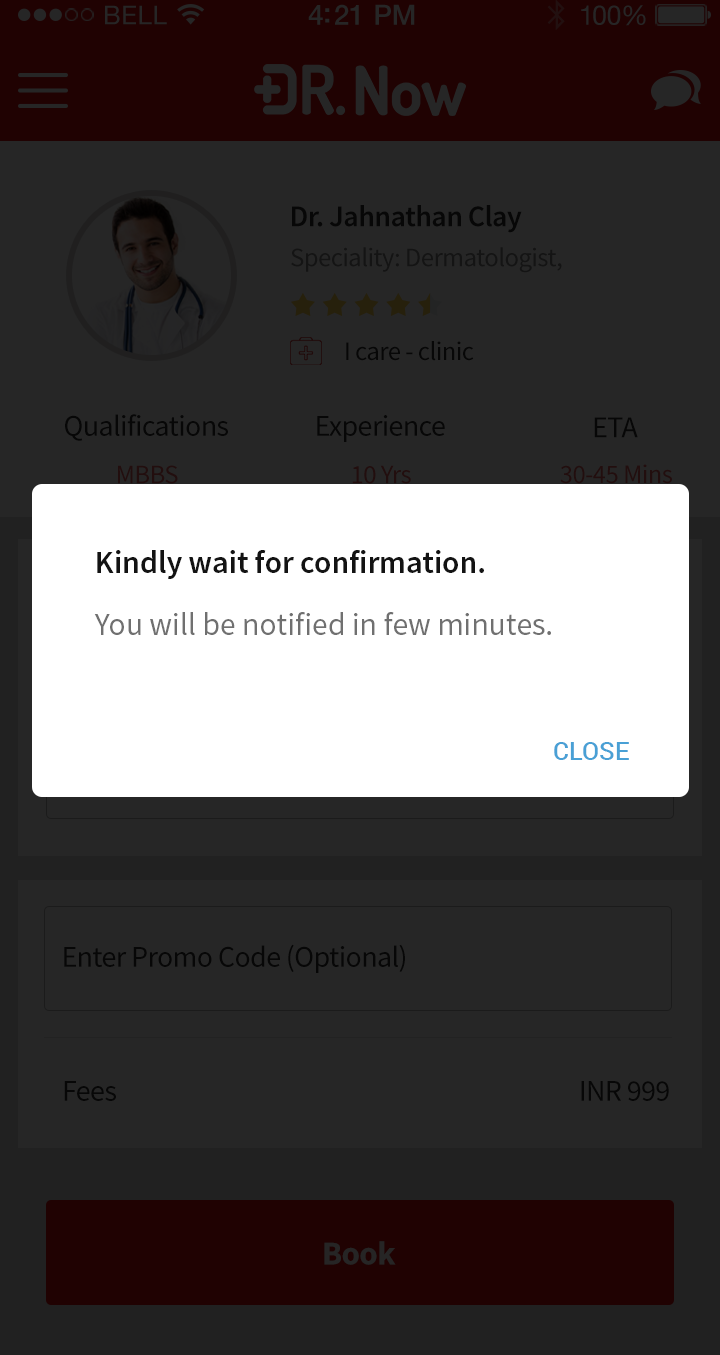 BELL 4:21 PM 100%
DR. Now
Dr. Jahnathan Clay
Speciality: Dermatologist,
I care - clinic
Qualifications Experience ETA
MBBS 10 Yrs 30-45 Mins
Kindly wait for confirmation.
You will be notified in few minutes.
CLOSE
Enter Promo Code (Optional)
Fees INR 999
Book